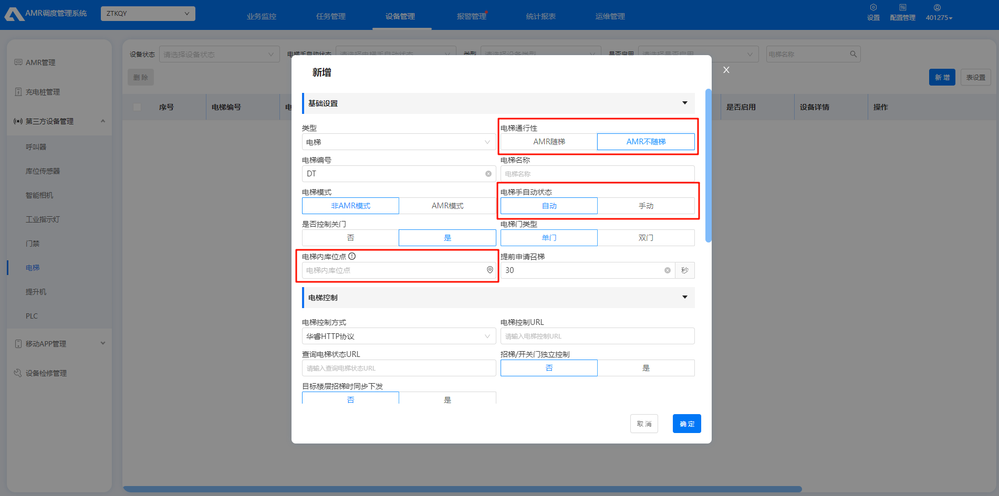 AMR调度管理系统
ZTKQY
业务监控
任务管理
设备管理
报警管理
统计报表
运维管理
设置
配置管理
401275
AMR管理
充电桩管理
第三方设备管理
呼叫器
库位传感器
智能相机
工业指示灯
门禁
电梯
提升机
PLC
移动APP管理
设备检修管理
设备状态
请选择设备状态
电梯手自动状态
请选择电梯手自动状态
类型
请选择设备类型
是否启用
请选择是否启用
电梯名称
删 除
新 增
表设置
序号
电梯编号
电
是否启用
设备详情
操作
新增
X
基础设置
类型
电梯
电梯通行性
AMR随梯
AMR不随梯
电梯编号
DT
电梯名称
电梯名称
电梯模式
非AMR模式
AMR模式
电梯手自动状态
自动
手动
是否控制关门
否
是
电梯门类型
单门
双门
电梯内库位点
电梯内库位点
提前申请召梯
30
秒
电梯控制
电梯控制方式
华睿HTTP协议
电梯控制URL
请输入电梯控制URL
查询电梯状态URL
请输入查询电梯状态URL
招梯/开关门独立控制
否
是
目标楼层招梯时同步下发
否
是
取 消
确 定